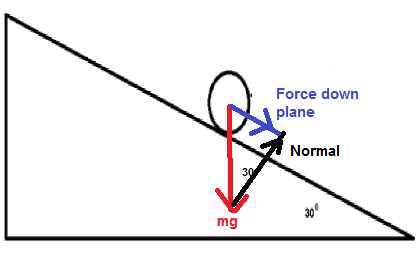 Force down
plane
Normal
30
30⁰
mg